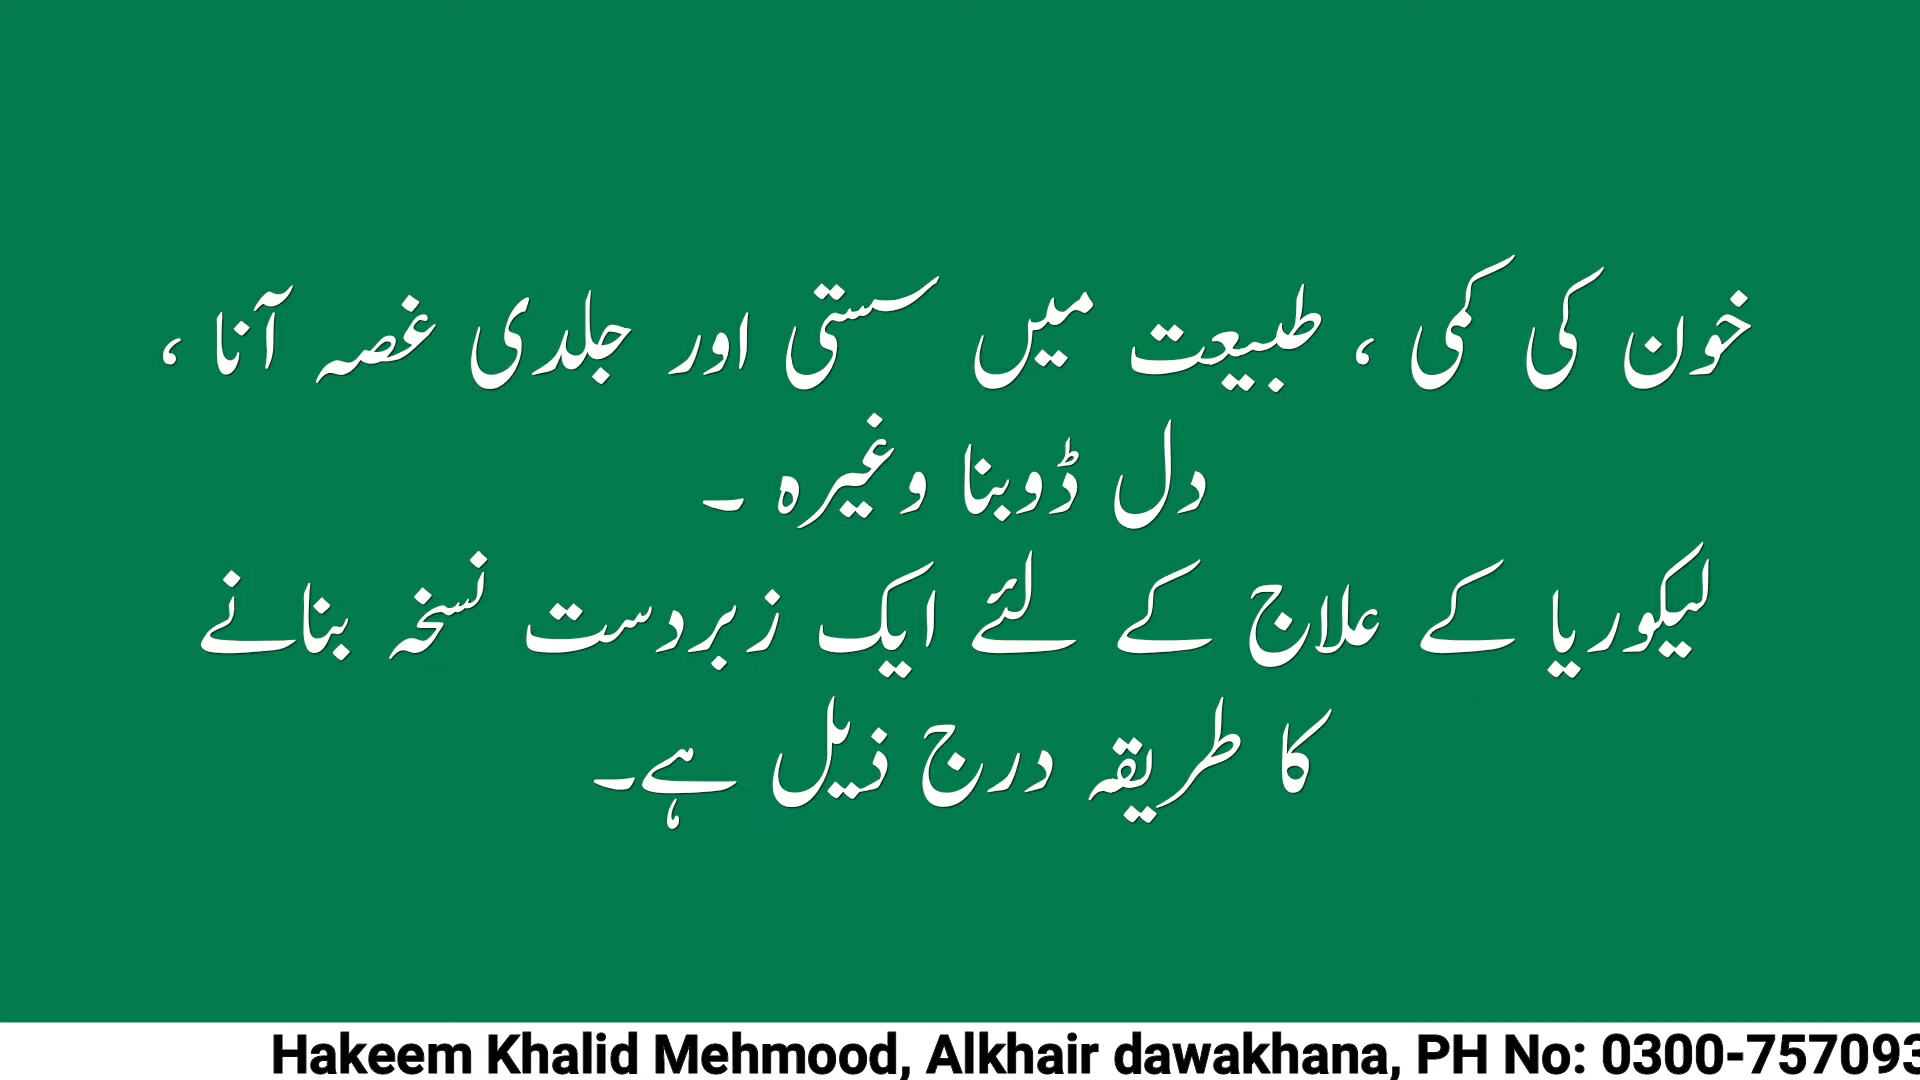 خون کی کمی ، طبیعت میں سستی اور جلدی غصہ آنا ،
دل ڈوبنا وغیرہ ۔
لیکوریا کے علاج کے لئے ایک زبردست نسخہ بنانے
کا طریقہ درج ذیل ہے۔
Hakeem Khalid Mehmood, Alkhair dawakhana, PH No: 0300-757093